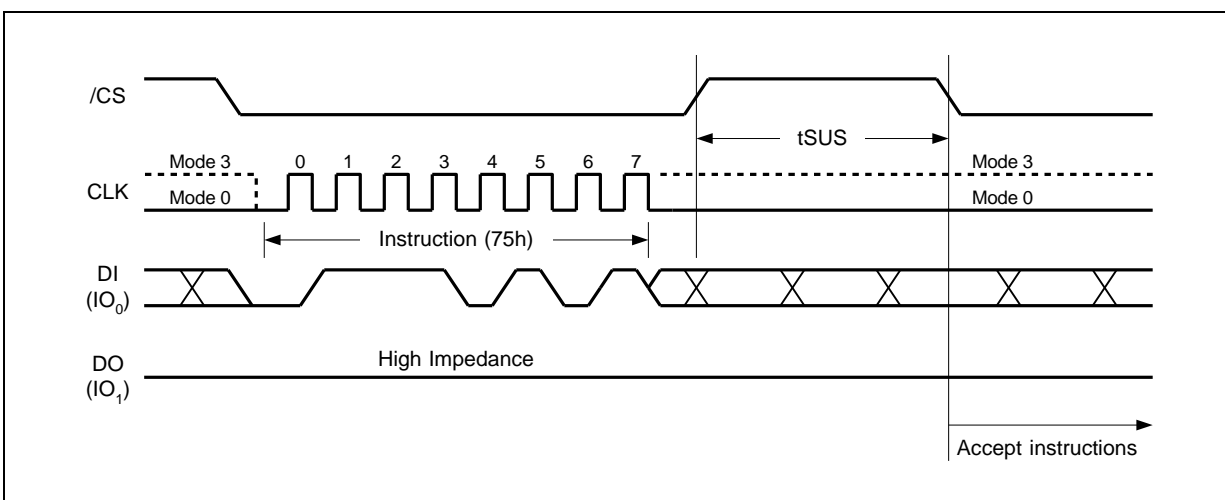 /CS
tSUS
Mode 3 0 1 2 3 4 5 6 7 Mode 3
CLK
Mode 0 Mode 0
Instruction (75h)
DI
(IO₀)
High Impedance
DO
(IO₁)
Accept instructions